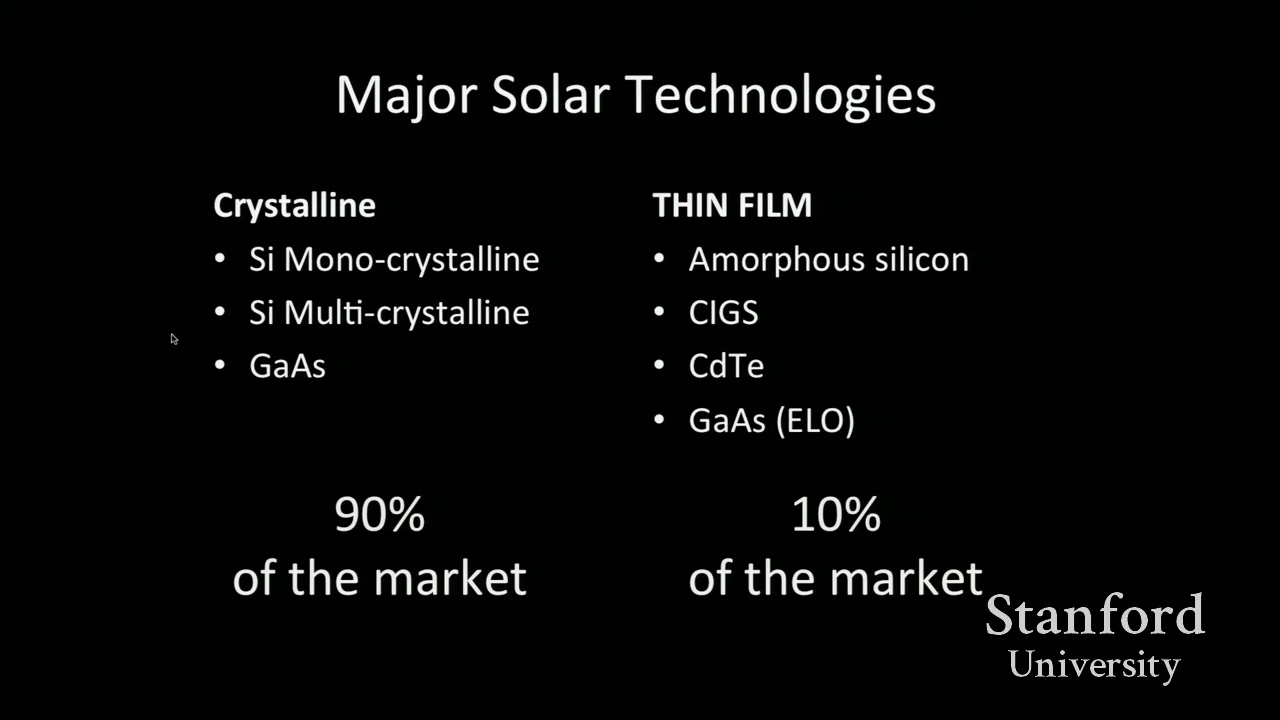 Major Solar Technologies
Crystalline
• Si Mono-crystalline
• Si Multi-crystalline
• GaAs
90%
of the market
THIN FILM
• Amorphous silicon
• CIGS
• CdTe
• GaAs (ELO)
10%
of the market
Stanford
University